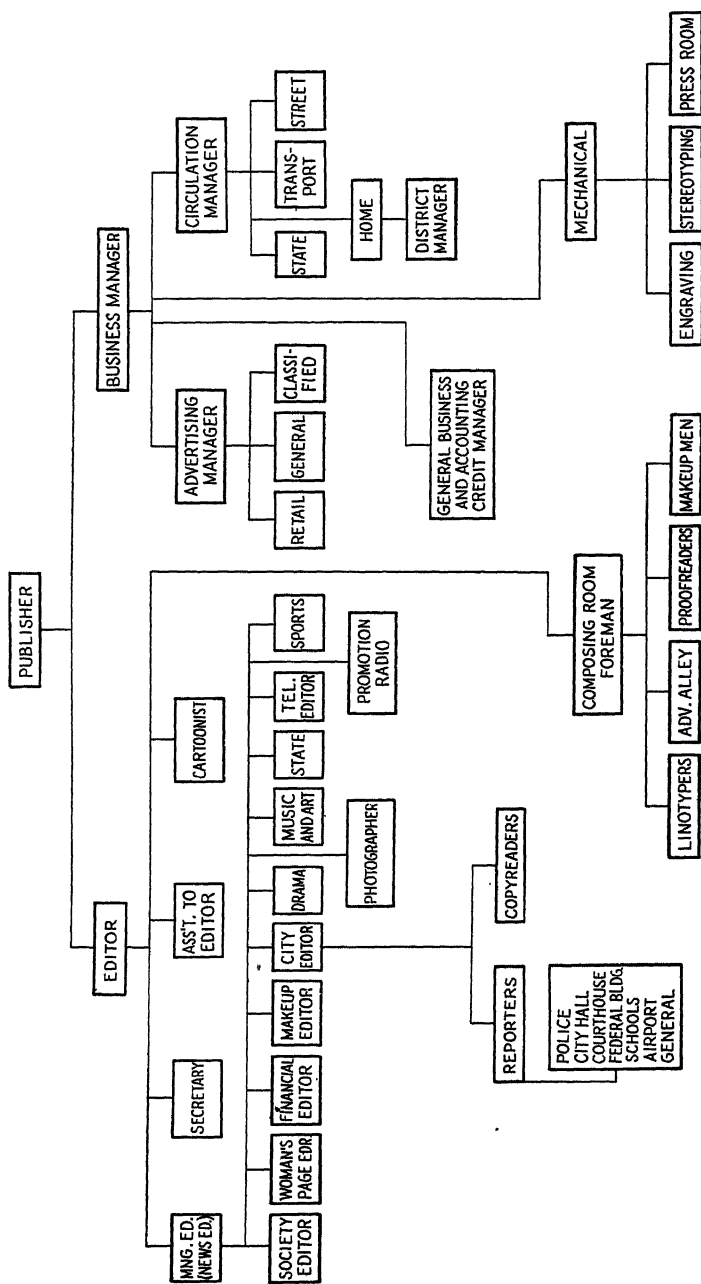 PUBLISHER
EDITOR
BUSINESS MANAGER
MNG. ED.
(NEWS ED.)
SECRETARY
ASS'T. TO
EDITOR
CARTOONIST
ADVERTISING
MANAGER
CIRCULATION
MANAGER
SOCIETY
EDITOR
WOMAN'S
PAGE EDR.
FINANCIAL
EDITOR
MAKEUP
EDITOR
CITY
EDITOR
DRAMA
MUSIC
AND ART
STATE
TEL.
EDITOR
SPORTS
RETAIL
GENERAL
CLASSI-
FIED
STATE
TRANS-
PORT
STREET
PHOTOGRAPHER
PROMOTION
RADIO
HOME
DISTRICT
MANAGER
GENERAL BUSINESS
AND ACCOUNTING
CREDIT MANAGER
REPORTERS
COPYREADERS
POLICE
CITY HALL
COURTHOUSE
FEDERAL BLDG.
SCHOOLS
AIRPORT
GENERAL
COMPOSING ROOM
FOREMAN
MECHANICAL
LINOTYPERS
ADV. ALLEY
PROOFREADERS
MAKEUP MEN
ENGRAVING
STEREOTYPING
PRESS ROOM